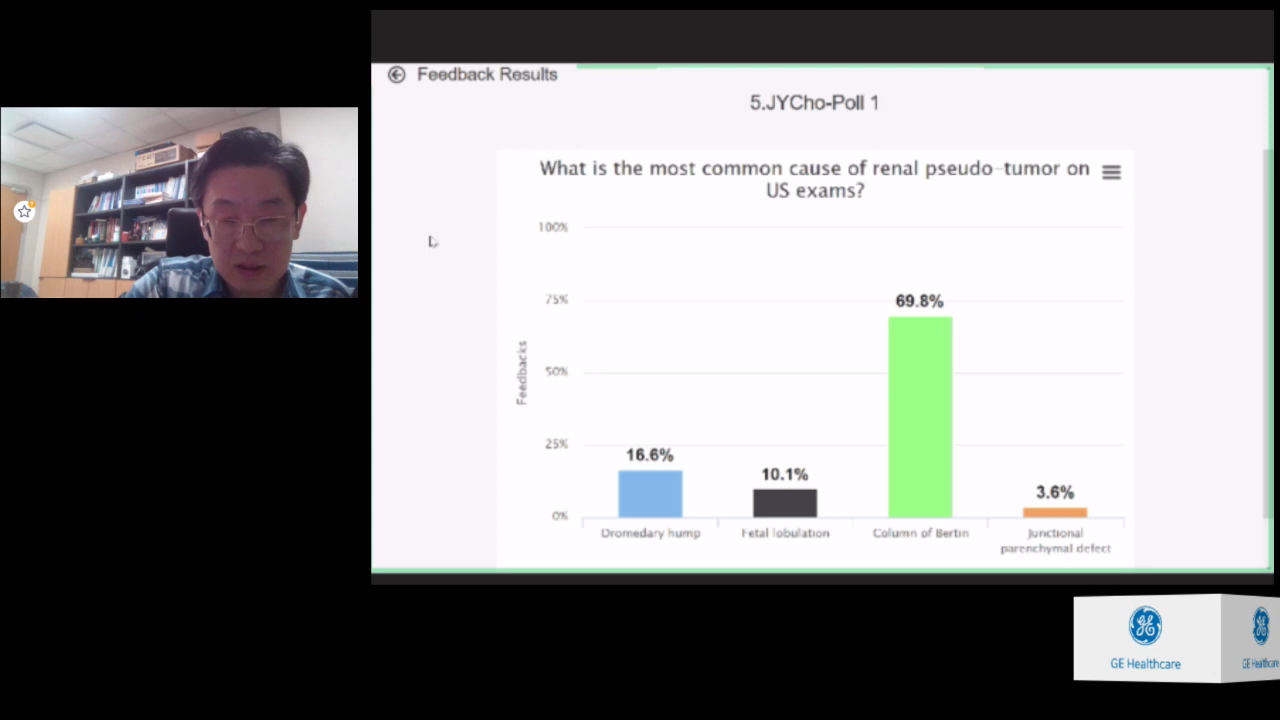 Feedback Results
5.JYCho-Poll 1
What is the most common cause of renal pseudo-tumor on
US exams?
100%
75%
50%
25%
0%
Feedbacks
16.6%
10.1%
69.8%
3.6%
Dromedary hump
Fetal lobulation
Column of Bertin
Junctional
parenchymal defect
GE Healthcare
GE Healthcare